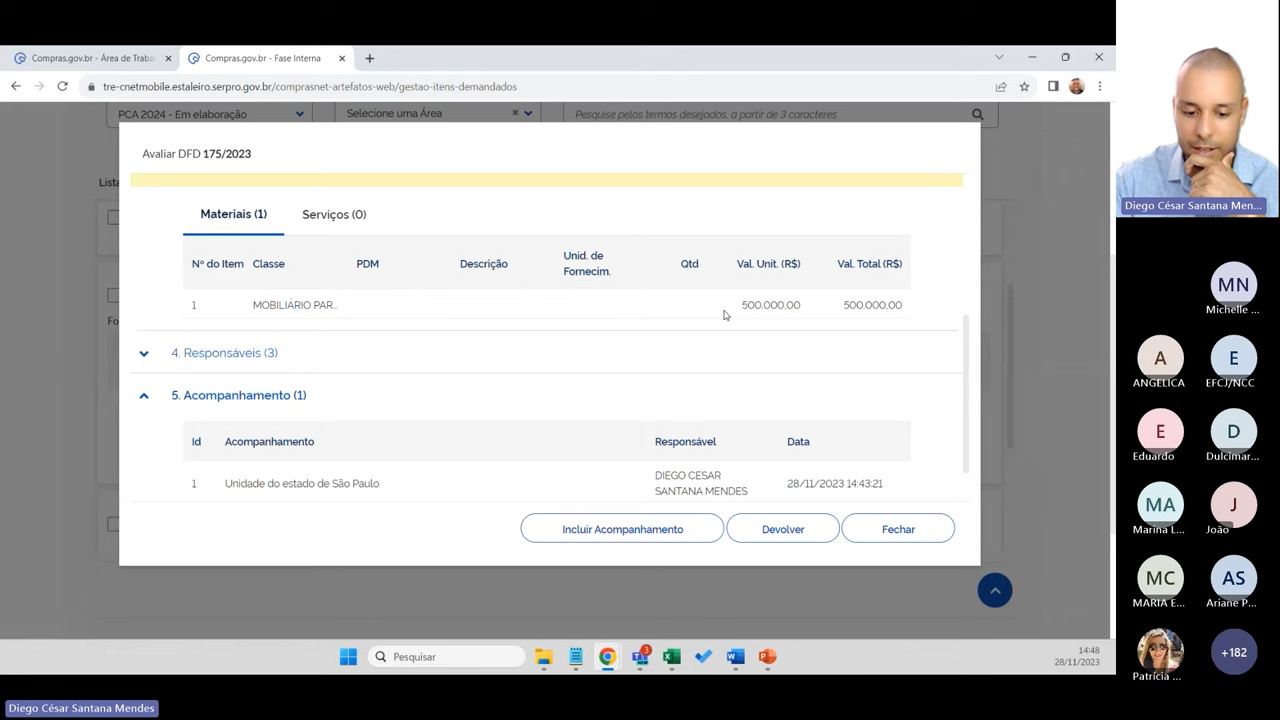 Compras.gov.br - Área de Traba
Compras.gov.br - Fase Interna
tre-cnetmobile.estaleiro.serpro.gov.br/comprasnet-artefatos-web/gestao-itens-demandados
PCA 2024 - Em elaboração
Selecione uma Área
Pesquise pelos termos desejados, a partir de 3 caracteres
Avaliar DFD 175/2023
Lista
Materiais (1)
Serviços (0)
Nº do Item
Classe
PDM
Descrição
Unid. de
Fornecim.
Qtd
Val. Unit. (R$)
Val. Total (R$)
1
MOBILIÁRIO PAR...
500.000,00
500.000,00
Fo
4. Responsáveis (3)
5. Acompanhamento (1)
Id
Acompanhamento
Responsável
Data
1
Unidade do estado de São Paulo
DIEGO CESAR
SANTANA MENDES
28/11/2023 14:43:21
Incluir Acompanhamento
Devolver
Fechar
Pesquisar
3
14:48
28/11/2023
Diego César Santana Mendes
Diego César Santana Men...
MN
Michelle ...
A
ANGELICA
E
EFCJ/NCC
E
Eduardo
D
Dulcimar...
MA
Marina L...
J
João
MC
MARIA E...
AS
Ariane P...
Patrícia ...
+182